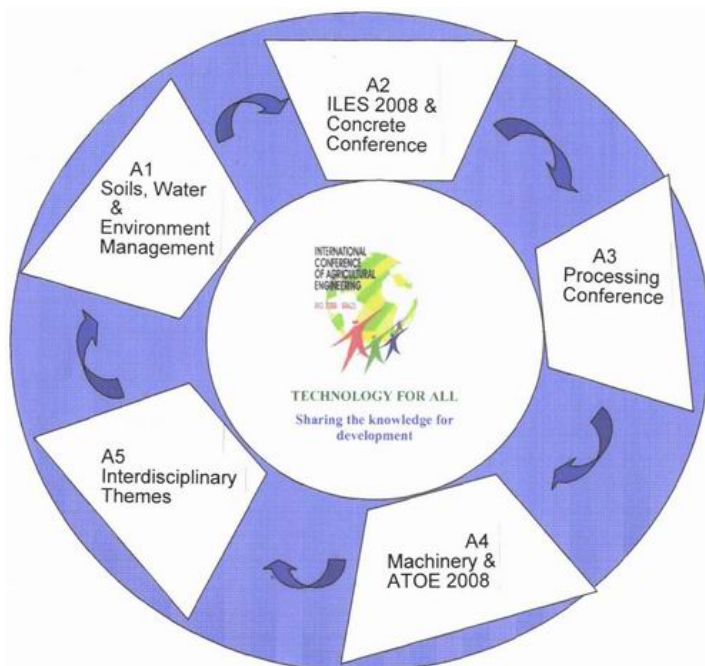 A1
Soils, Water
&
Environment
Management
A2
ILES 2008 &
Concrete
Conference
A3
Processing
Conference
A4
Machinery &
ATOE 2008
A5
Interdisciplinary
Themes
INTERNATIONAL
CONFERENCE
OF AGRICULTURAL
ENGINEERING
BRAZIL
TECHNOLOGY FOR ALL
Sharing the knowledge for
development